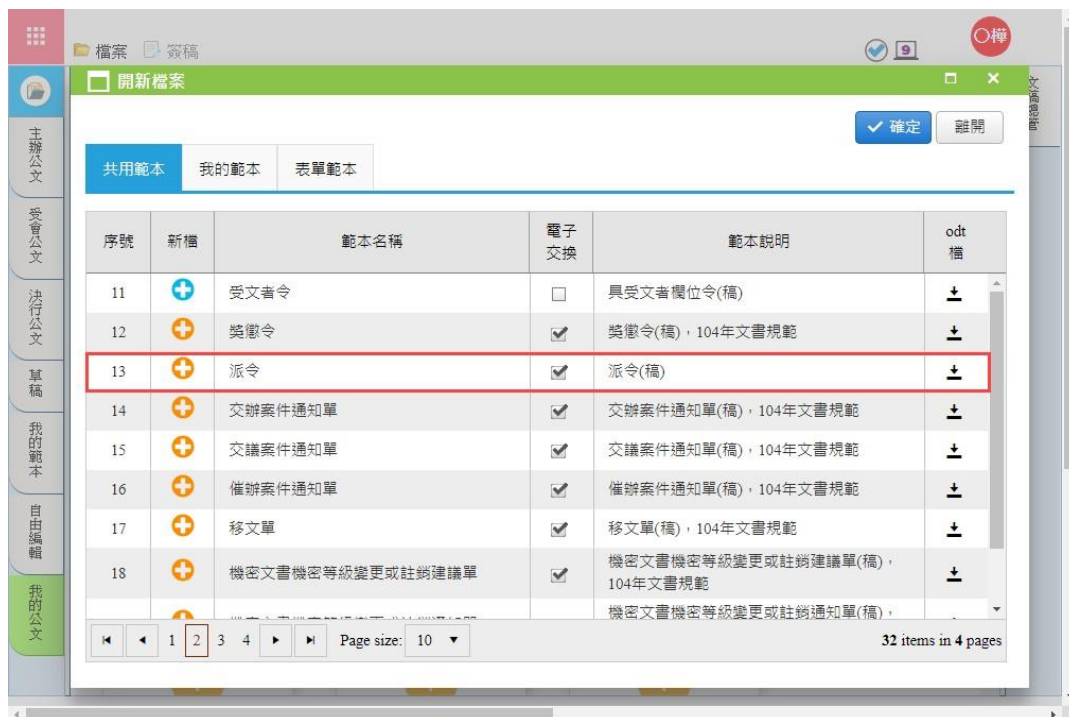 檔案 簽稿 9 〇樺
開新檔案
確定 離開
文稿總管
主辦公文
受會公文
決行公文
草稿
我的範本
自由編輯
我的公文
共用範本 我的範本 表單範本
序號 新檔 範本名稱 電子交換 範本說明 odt檔
11 受文者令 具受文者欄位令(稿)
12 獎懲令 獎懲令(稿),104年文書規範
13 派令 派令(稿)
14 交辦案件通知單 交辦案件通知單(稿),104年文書規範
15 交議案件通知單 交議案件通知單(稿),104年文書規範
16 催辦案件通知單 催辦案件通知單(稿),104年文書規範
17 移文單 移文單(稿),104年文書規範
18 機密文書機密等級變更或註銷建議單 機密文書機密等級變更或註銷建議單(稿),
104年文書規範
機密文書機密等級變更或註銷通知單(稿),
1 2 3 4 Page size: 10 32 items in 4 pages